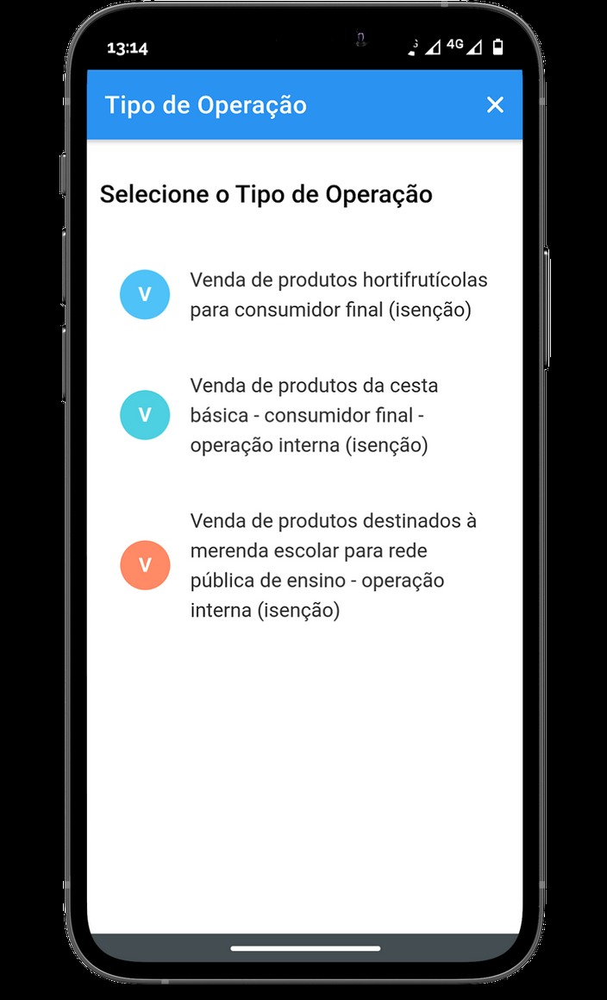 13:14
4G
Tipo de Operação
Selecione o Tipo de Operação
V
Venda de produtos hortifrutícolas
para consumidor final (isenção)
V
Venda de produtos da cesta
básica - consumidor final -
operação interna (isenção)
V
Venda de produtos destinados à
merenda escolar para rede
pública de ensino - operação
interna (isenção)